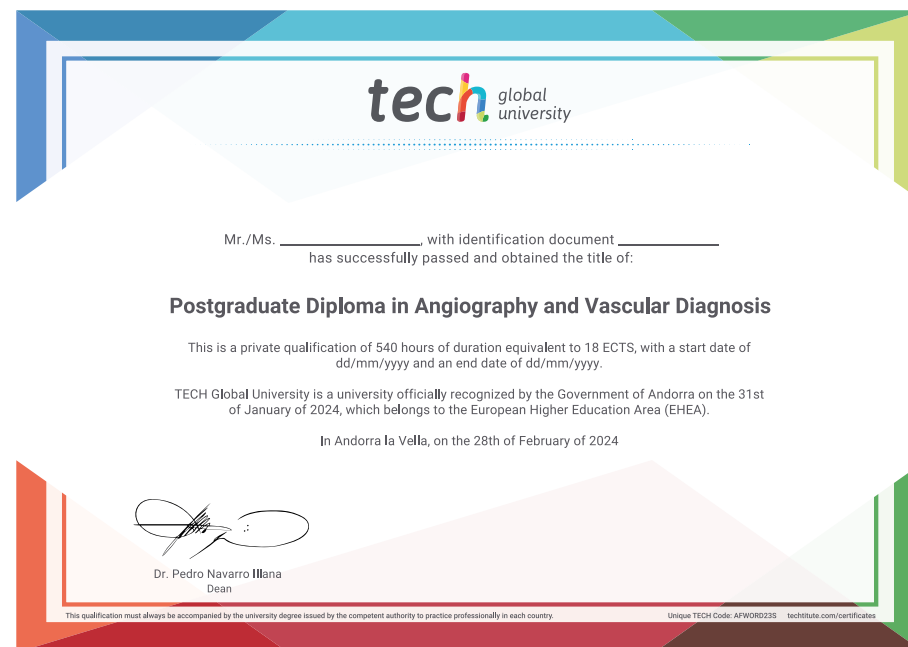 tech global university
Mr./Ms. ____________, with identification document ____________
has successfully passed and obtained the title of:
Postgraduate Diploma in Angiography and Vascular Diagnosis
This is a private qualification of 540 hours of duration equivalent to 18 ECTS, with a start date of
dd/mm/yyyy and an end date of dd/mm/yyyy.
TECH Global University is a university officially recognized by the Government of Andorra on the 31st
of January of 2024, which belongs to the European Higher Education Area (EHEA).
In Andorra la Vella, on the 28th of February of 2024
Dr. Pedro Navarro Illana
Dean
This qualification must always be accompanied by the university degree issued by the competent authority to practice professionally in each country.
Unique TECH Code: AFWORD23S techtitute.com/certificates